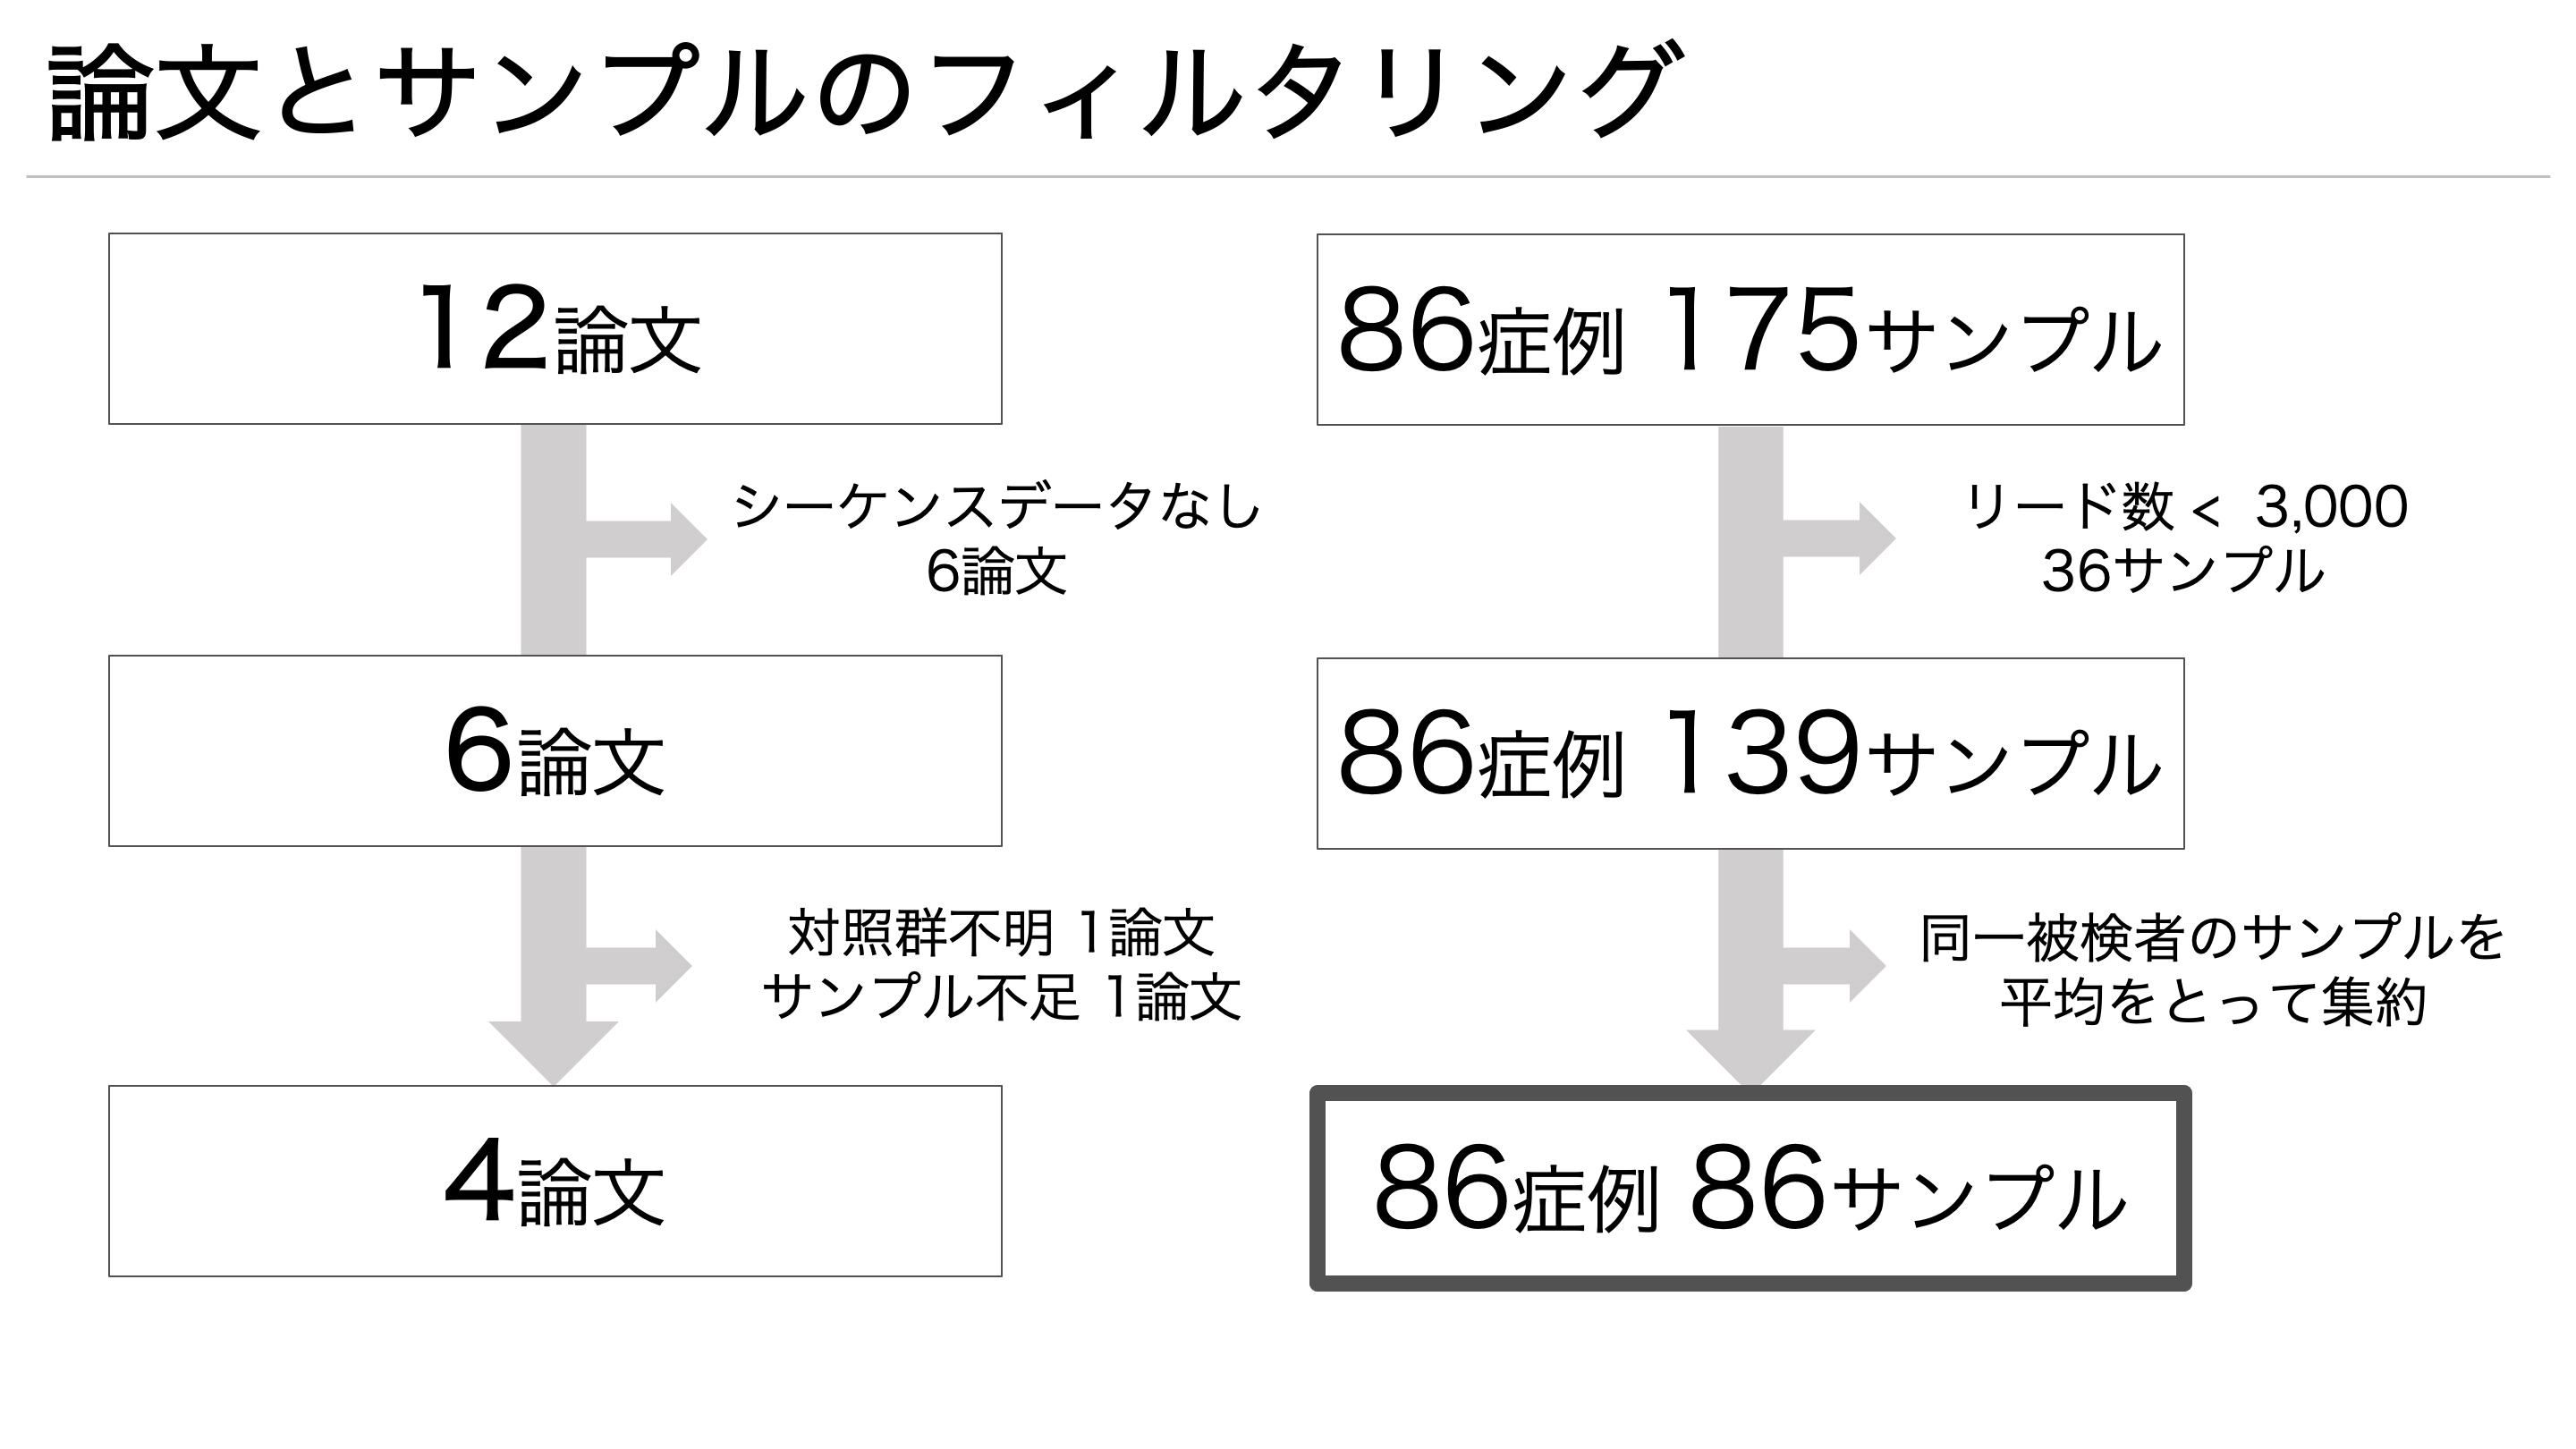 論文とサンプルのフィルタリング
12論文
シーケンスデータなし
6論文
6論文
対照群不明 1論文
サンプル不足 1論文
4論文
86症例 175サンプル
リード数 < 3,000
36サンプル
86症例 139サンプル
同一被検者のサンプルを
平均をとって集約
86症例 86サンプル